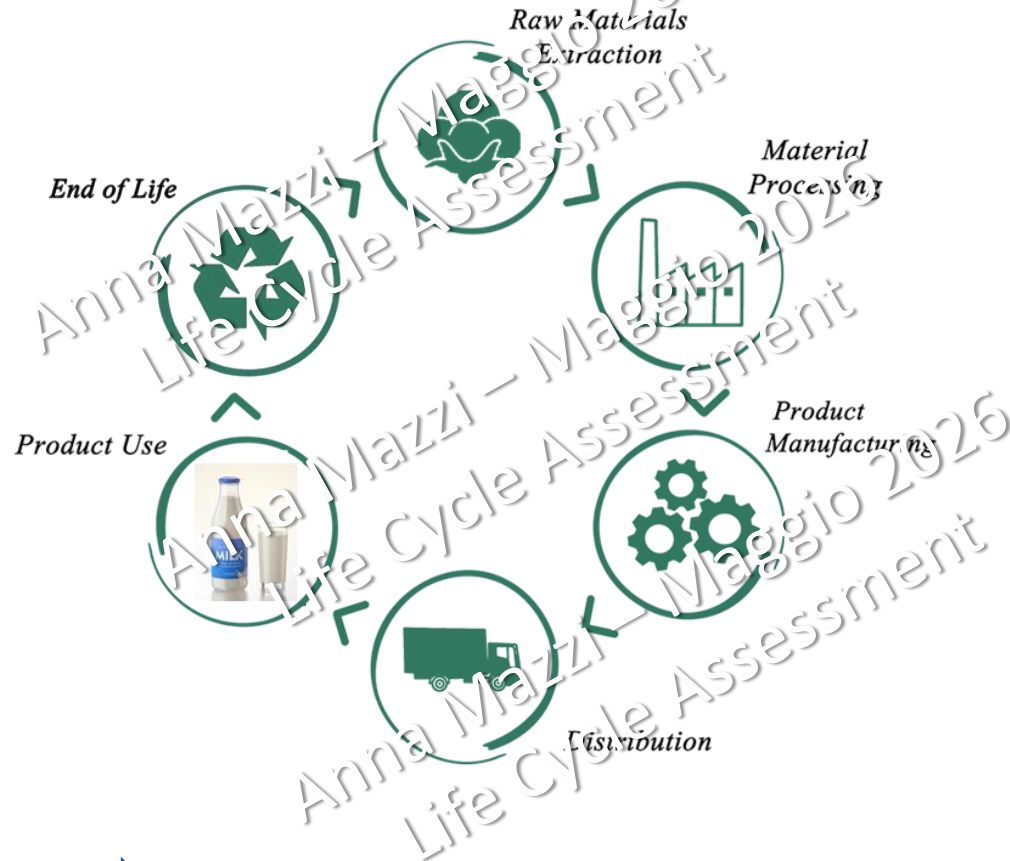 Raw Materials
Extraction
Material
Processing
End of Life
Product
Manufacturing
Product Use
MILK
Distribution
Anna Mazzi – Maggio 2026
Life Cycle Assessment
Anna Mazzi – Maggio 2026
Life Cycle Assessment
Anna Mazzi – Maggio 2026
Life Cycle Assessment